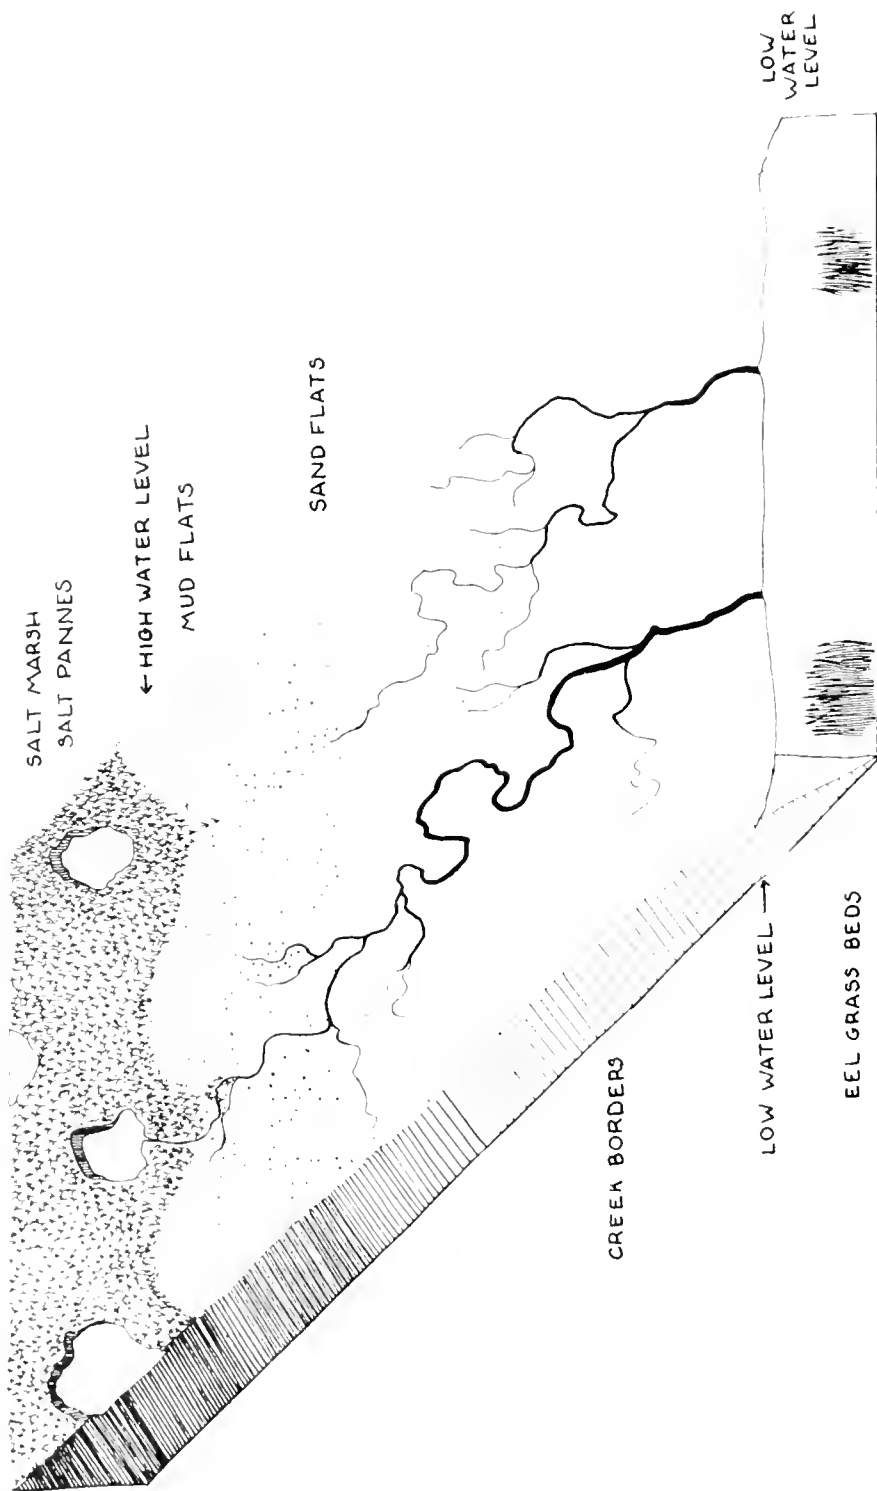 SALT MARSH
SALT PANNES
←HIGH WATER LEVEL
MUD FLATS
SAND FLATS
CREEK BORDERS
LOW WATER LEVEL →
EEL GRASS BEDS
LOW
WATER
LEVEL